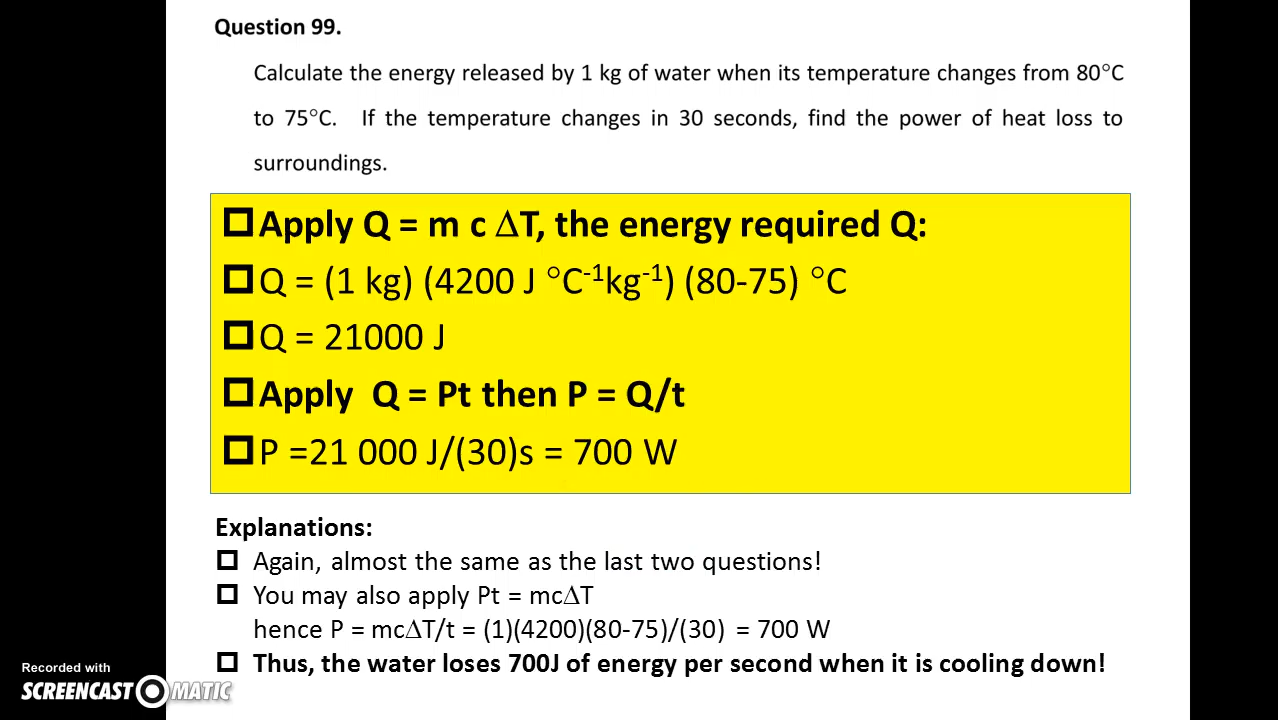 Question 99.
Calculate the energy released by 1 kg of water when its temperature changes from 80°C
to 75°C. If the temperature changes in 30 seconds, find the power of heat loss to
surroundings.
Apply Q = m c ΔT, the energy required Q:
Q = (1 kg) (4200 J °C⁻¹kg⁻¹) (80-75) °C
Q = 21000 J
Apply Q = Pt then P = Q/t
P =21 000 J/(30)s = 700 W
Explanations:
Again, almost the same as the last two questions!
You may also apply Pt = mcΔT
hence P = mcΔT/t = (1)(4200)(80-75)/(30) = 700 W
Thus, the water loses 700J of energy per second when it is cooling down!
Recorded with
SCREENCAST-O-MATIC